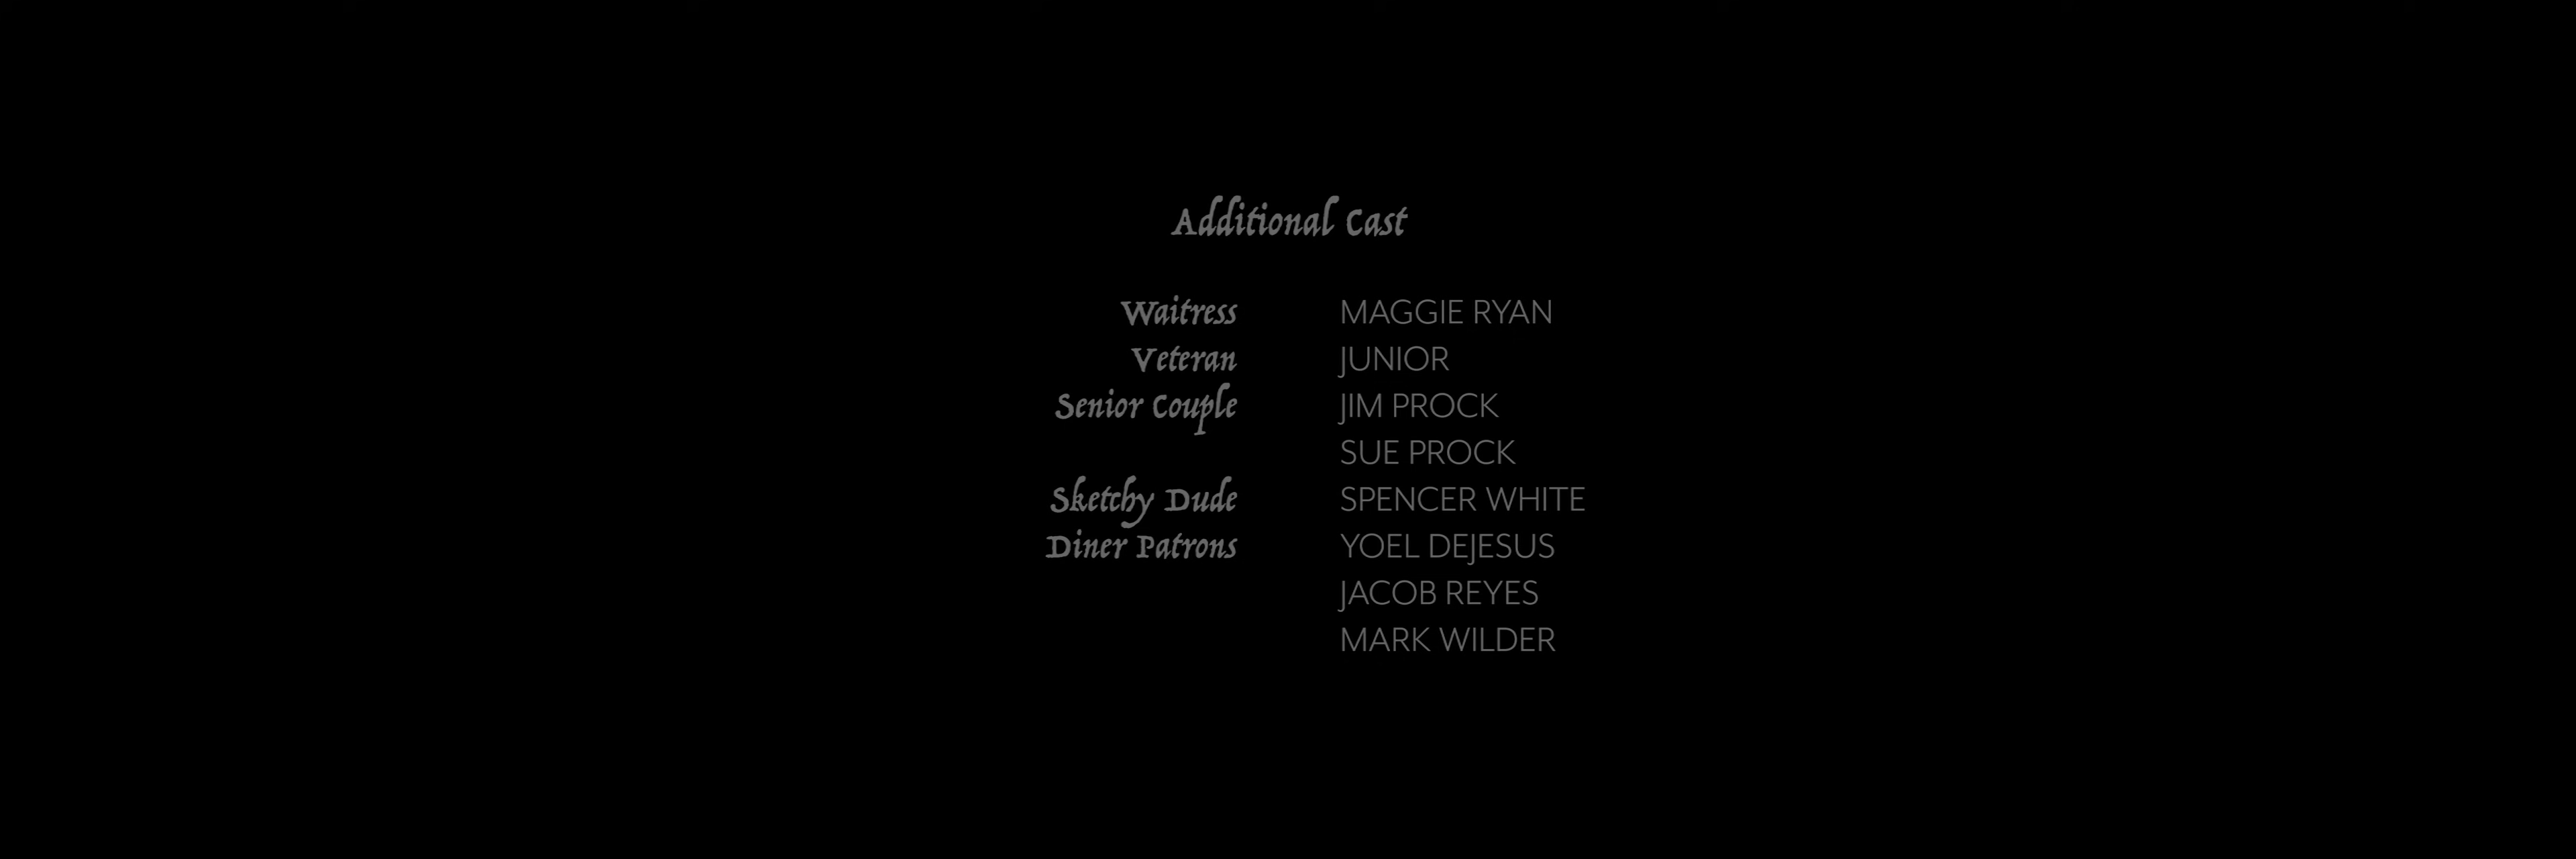 Additional Cast
Waitress MAGGIE RYAN
Veteran JUNIOR
Senior Couple JIM PROCK
SUE PROCK
Sketchy Dude SPENCER WHITE
Diner Patrons YOEL DEJESUS
JACOB REYES
MARK WILDER